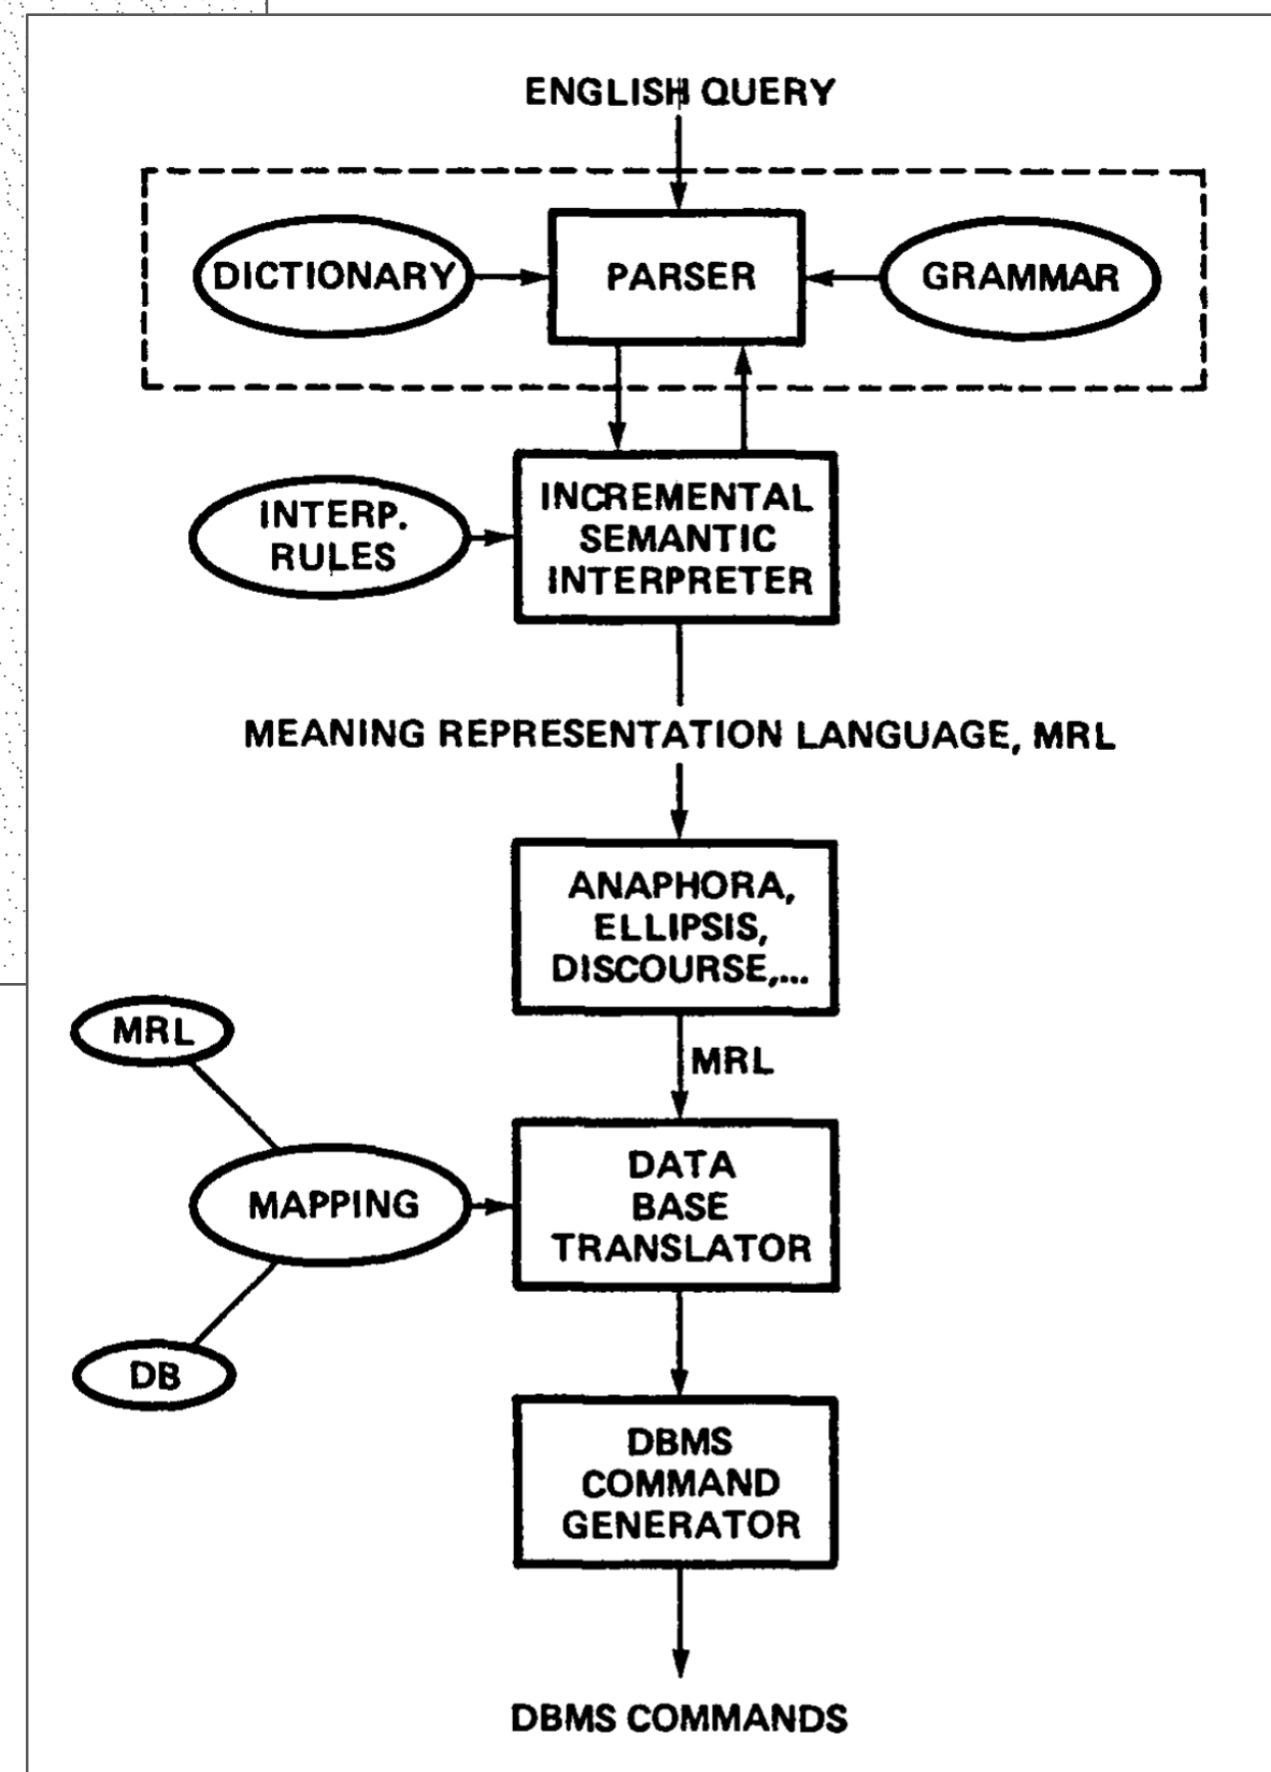 ENGLISH QUERY
DICTIONARY
PARSER
GRAMMAR
INTERP.
RULES
INCREMENTAL
SEMANTIC
INTERPRETER
MEANING REPRESENTATION LANGUAGE, MRL
ANAPHORA,
ELLIPSIS,
DISCOURSE,...
MRL
MRL
MAPPING
DATA
BASE
TRANSLATOR
DB
DBMS
COMMAND
GENERATOR
DBMS COMMANDS